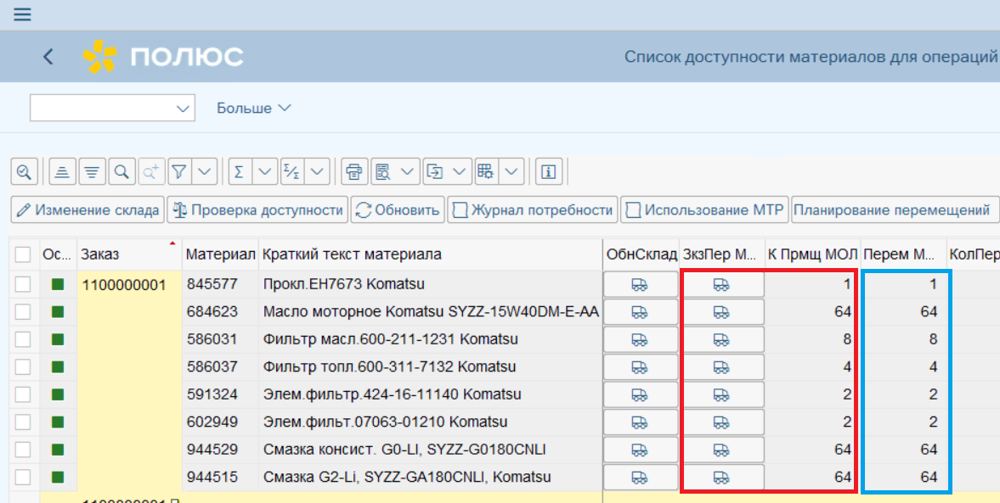 ПОЛЮС
Список доступности материалов для операций
Больше
Изменение склада Проверка доступности Обновить Журнал потребности Использование МТР Планирование перемещений
Ос... Заказ Материал Краткий текст материала ОбнСклад ЗкзПер М... К Прмщ МОЛ Перем М... КолПер
1100000001 845577 Прокл.EH7673 Komatsu 1 1
684623 Масло моторное Komatsu SYZZ-15W40DM-E-AA 64 64
586031 Фильтр масл.600-211-1231 Komatsu 8 8
586037 Фильтр топл.600-311-7132 Komatsu 4 4
591324 Элем.фильтр.424-16-11140 Komatsu 2 2
602949 Элем.фильт.07063-01210 Komatsu 2 2
944529 Смазка консист. G0-LI, SYZZ-G0180CNLI 64 64
944515 Смазка G2-Li, SYZZ-GA180CNLI, Komatsu 64 64